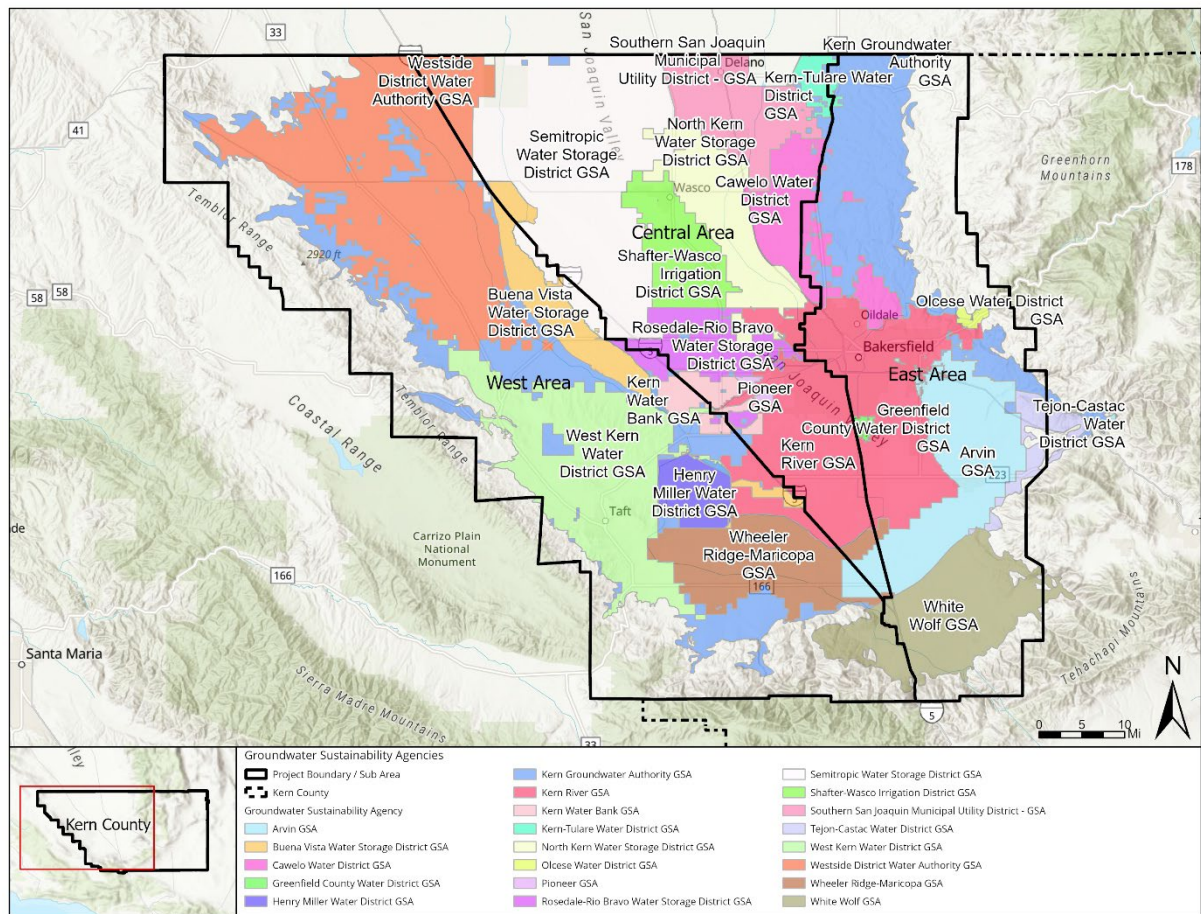 33
San Joaquin Valley
Southern San Joaquin
Municipal
Utility District - GSA
Delano
Kern Groundwater
Authority
GSA
Westside
District Water
Authority GSA
Kern-Tulare Water
District
GSA
41
Semitropic
Water Storage
District GSA
North Kern
Water Storage
District GSA
Wasco
Cawelo Water
District
GSA
Greenhorn
Mountains
178
Temblor Range
2920 ft
Central Area
Shafter-Wasco
Irrigation
District GSA
58
58
Buena Vista
Water Storage
District GSA
Olcese Water District
GSA
Oildale
Rosedale-Rio Bravo
Water Storage
District GSA
5
Bakersfield
San Joaquin Valley
West Area
East Area
Kern
Water
Bank GSA
Pioneer
GSA
Temblor Range
Coastal Range
Greenfield
County Water District
GSA
Tejon-Castac
Water
District GSA
West Kern
Water
District GSA
Kern
River GSA
Arvin
GSA
223
Henry
Miller Water
District GSA
5
Taft
Carrizo Plain
National
Monument
Wheeler
Ridge-Maricopa
GSA
166
166
White
Wolf GSA
Santa Maria
Sierra Madre Mountains
Tehachapi Mountains
N
5
33
0 5 10
Mi
Valley
Kern County
Groundwater Sustainability Agencies
Project Boundary / Sub Area
Kern County
Groundwater Sustainability Agency
Arvin GSA
Buena Vista Water Storage District GSA
Cawelo Water District GSA
Greenfield County Water District GSA
Henry Miller Water District GSA
Kern Groundwater Authority GSA
Kern River GSA
Kern Water Bank GSA
Kern-Tulare Water District GSA
North Kern Water Storage District GSA
Olcese Water District GSA
Pioneer GSA
Rosedale-Rio Bravo Water Storage District GSA
Semitropic Water Storage District GSA
Shafter-Wasco Irrigation District GSA
Southern San Joaquin Municipal Utility District - GSA
Tejon-Castac Water District GSA
West Kern Water District GSA
Westside District Water Authority GSA
Wheeler Ridge-Maricopa GSA
White Wolf GSA